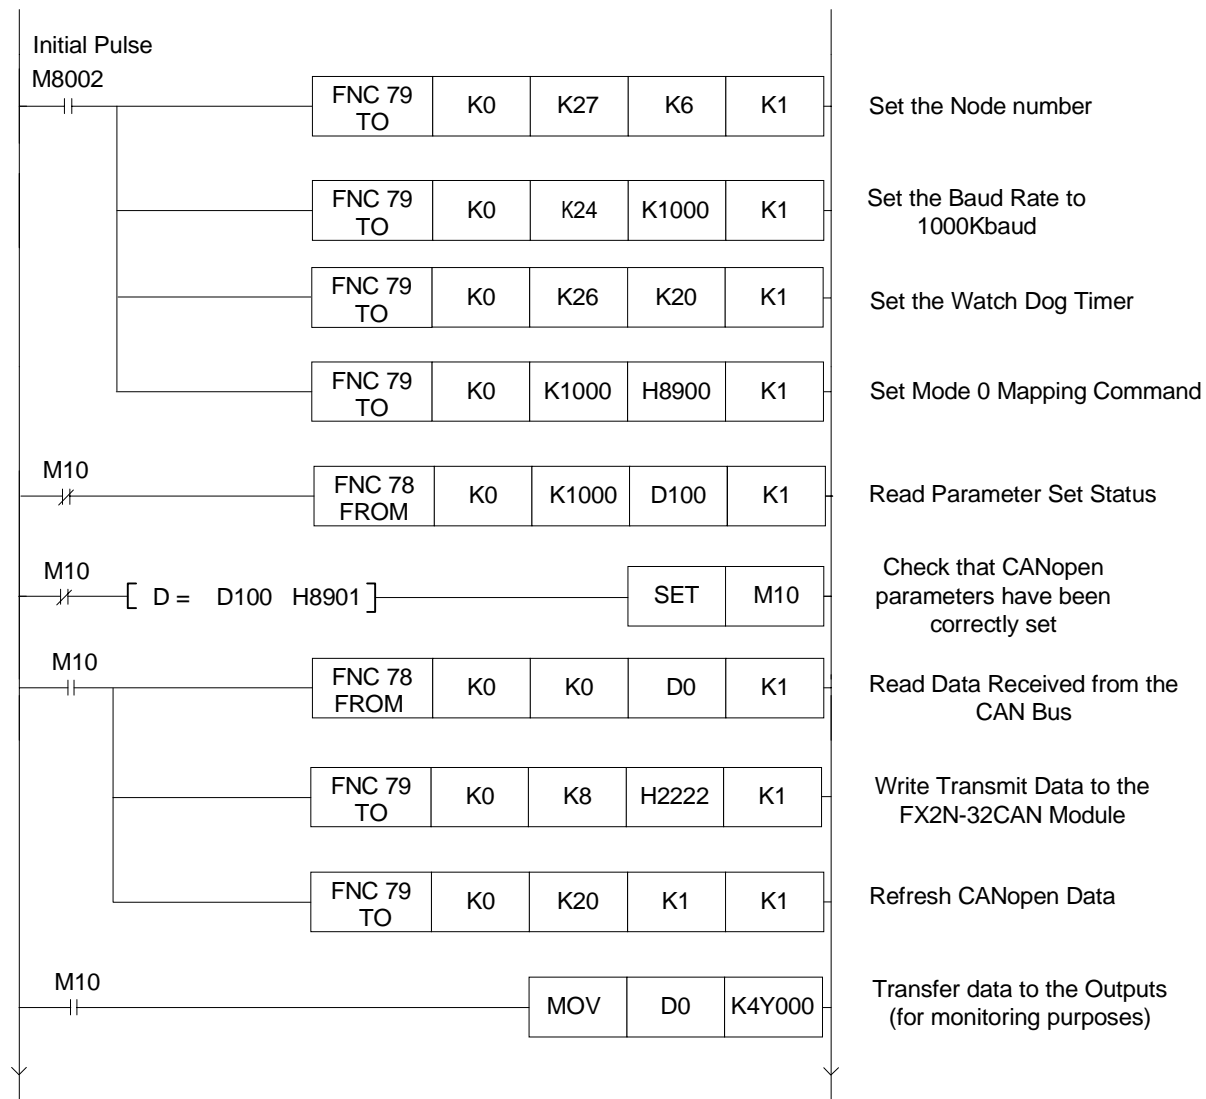 Initial Pulse
M8002
FNC 79
TO
K0
K27
K6
K1
Set the Node number
FNC 79
TO
K0
K24
K1000
K1
Set the Baud Rate to
1000Kbaud
FNC 79
TO
K0
K26
K20
K1
Set the Watch Dog Timer
FNC 79
TO
K0
K1000
H8900
K1
Set Mode 0 Mapping Command
M10
FNC 78
FROM
K0
K1000
D100
K1
Read Parameter Set Status
M10
[ D = D100 H8901 ]
SET
M10
Check that CANopen
parameters have been
correctly set
M10
FNC 78
FROM
K0
K0
D0
K1
Read Data Received from the
CAN Bus
FNC 79
TO
K0
K8
H2222
K1
Write Transmit Data to the
FX2N-32CAN Module
FNC 79
TO
K0
K20
K1
K1
Refresh CANopen Data
M10
MOV
D0
K4Y000
Transfer data to the Outputs
(for monitoring purposes)